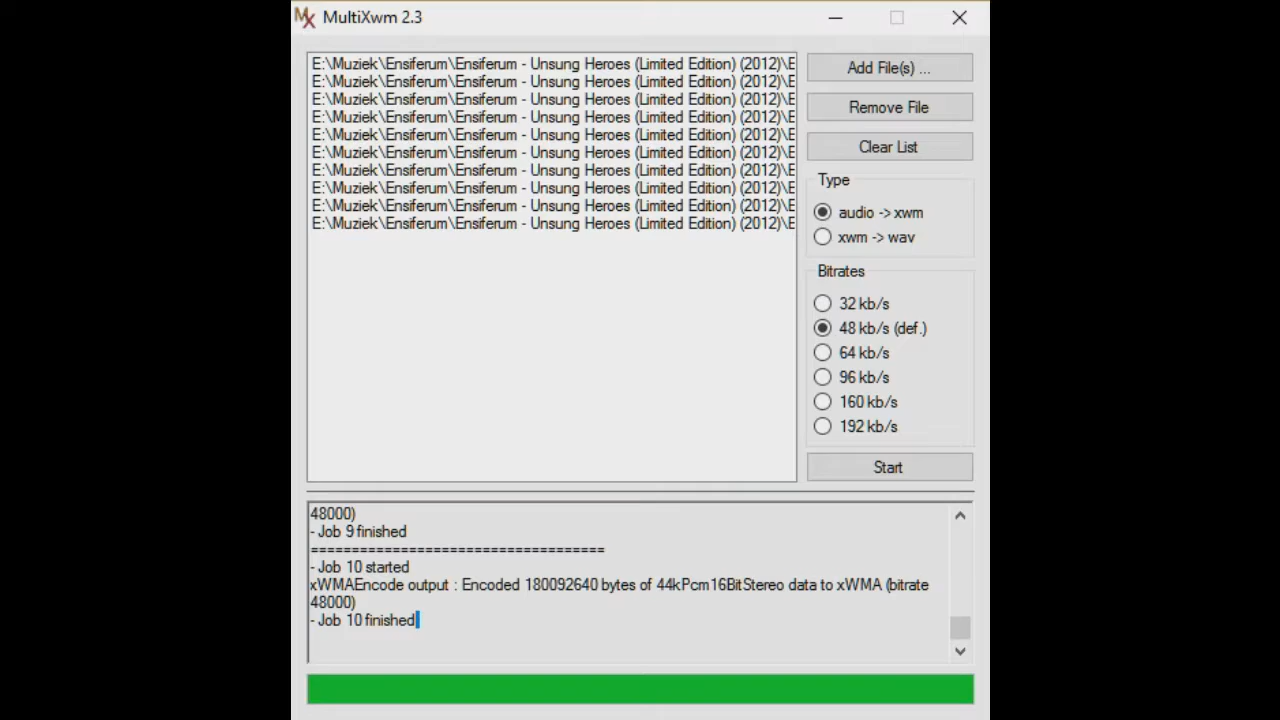 MultiXwm 2.3
E:\Muziek\Ensiferum\Ensiferum - Unsung Heroes (Limited Edition) (2012)\E
E:\Muziek\Ensiferum\Ensiferum - Unsung Heroes (Limited Edition) (2012)\E
E:\Muziek\Ensiferum\Ensiferum - Unsung Heroes (Limited Edition) (2012)\E
E:\Muziek\Ensiferum\Ensiferum - Unsung Heroes (Limited Edition) (2012)\E
E:\Muziek\Ensiferum\Ensiferum - Unsung Heroes (Limited Edition) (2012)\E
E:\Muziek\Ensiferum\Ensiferum - Unsung Heroes (Limited Edition) (2012)\E
E:\Muziek\Ensiferum\Ensiferum - Unsung Heroes (Limited Edition) (2012)\E
E:\Muziek\Ensiferum\Ensiferum - Unsung Heroes (Limited Edition) (2012)\E
E:\Muziek\Ensiferum\Ensiferum - Unsung Heroes (Limited Edition) (2012)\E
E:\Muziek\Ensiferum\Ensiferum - Unsung Heroes (Limited Edition) (2012)\E
Add File(s) ...
Remove File
Clear List
Type
audio -> xwm
xwm -> wav
Bitrates
32 kb/s
48 kb/s (def.)
64 kb/s
96 kb/s
160 kb/s
192 kb/s
Start
48000)
- Job 9 finished
====================================
- Job 10 started
xWMAEncode output : Encoded 180092640 bytes of 44kPcm16BitStereo data to xWMA (bitrate
48000)
- Job 10 finished